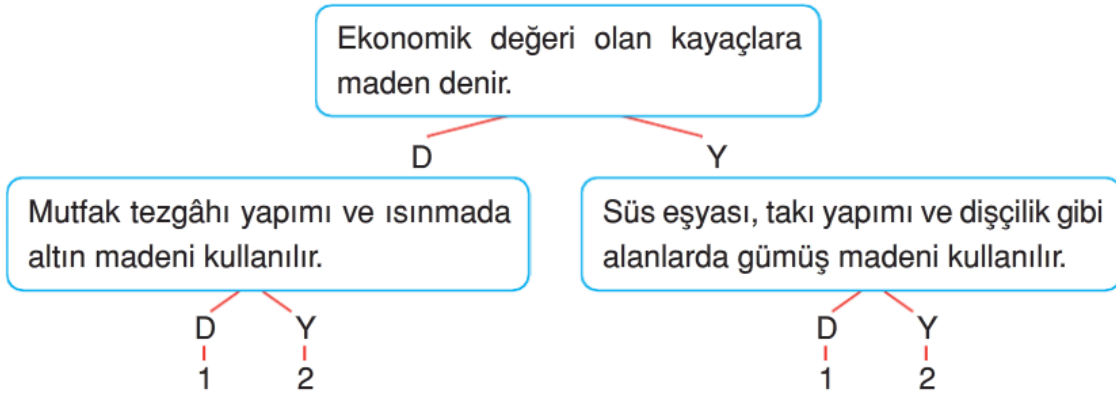 Ekonomik değeri olan kayaçlara
maden denir.
D
Y
Mutfak tezgâhı yapımı ve ısınmada
altın madeni kullanılır.
Süs eşyası, takı yapımı ve dişçilik gibi
alanlarda gümüş madeni kullanılır.
D
Y
D
Y
1
2
1
2